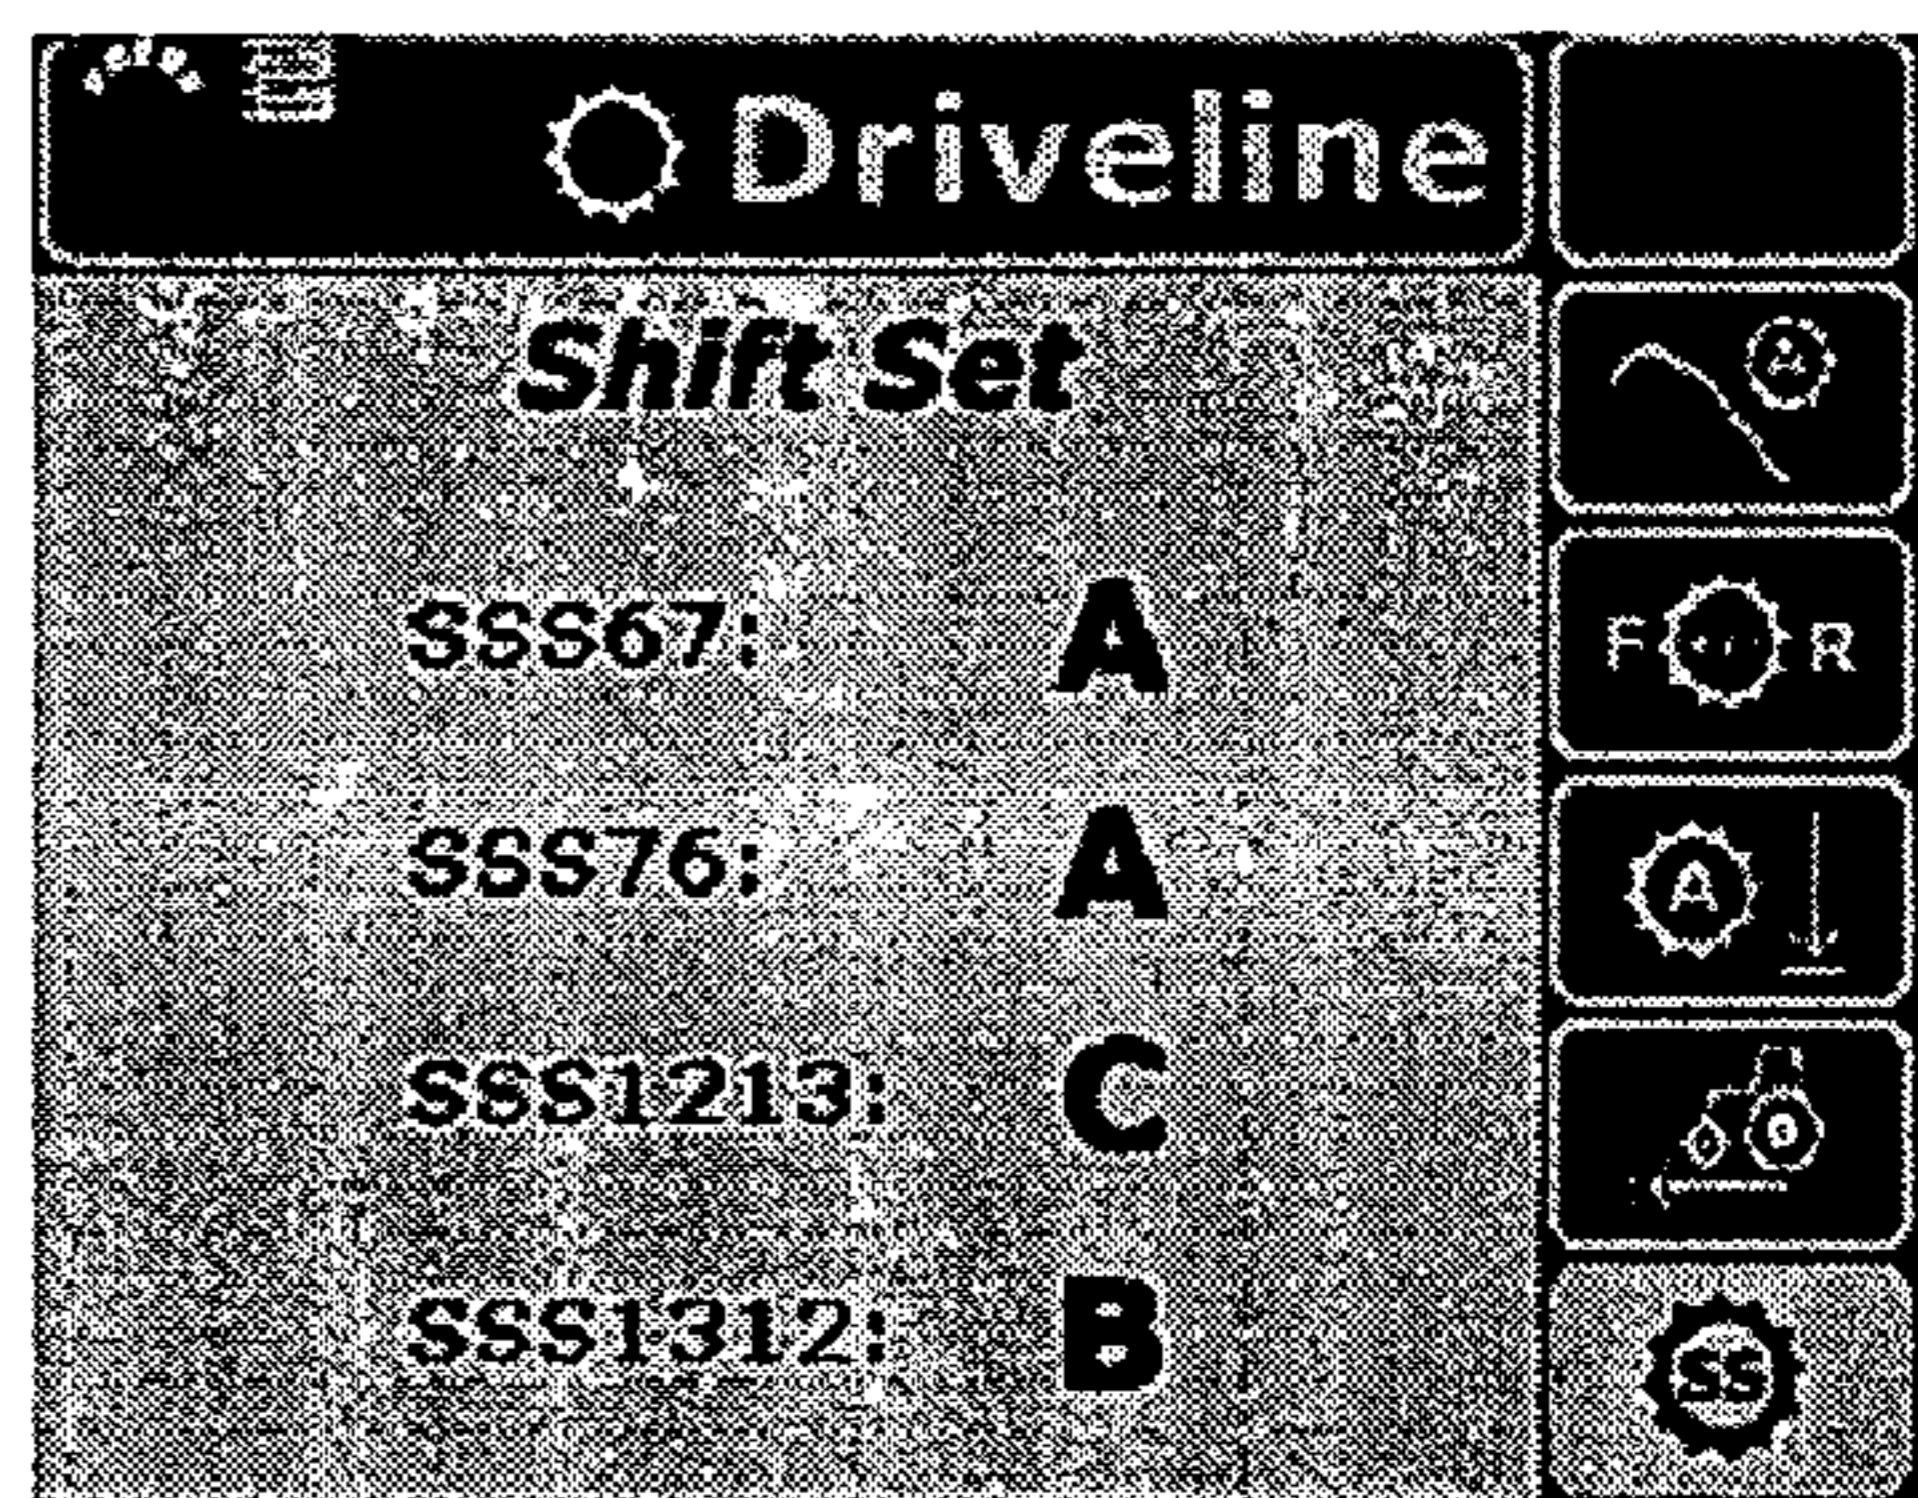 Driveline
Shift Set
SSS67: A
SSS76: A
SSS1213: C
SSS1312: B
A
F R
A
SS